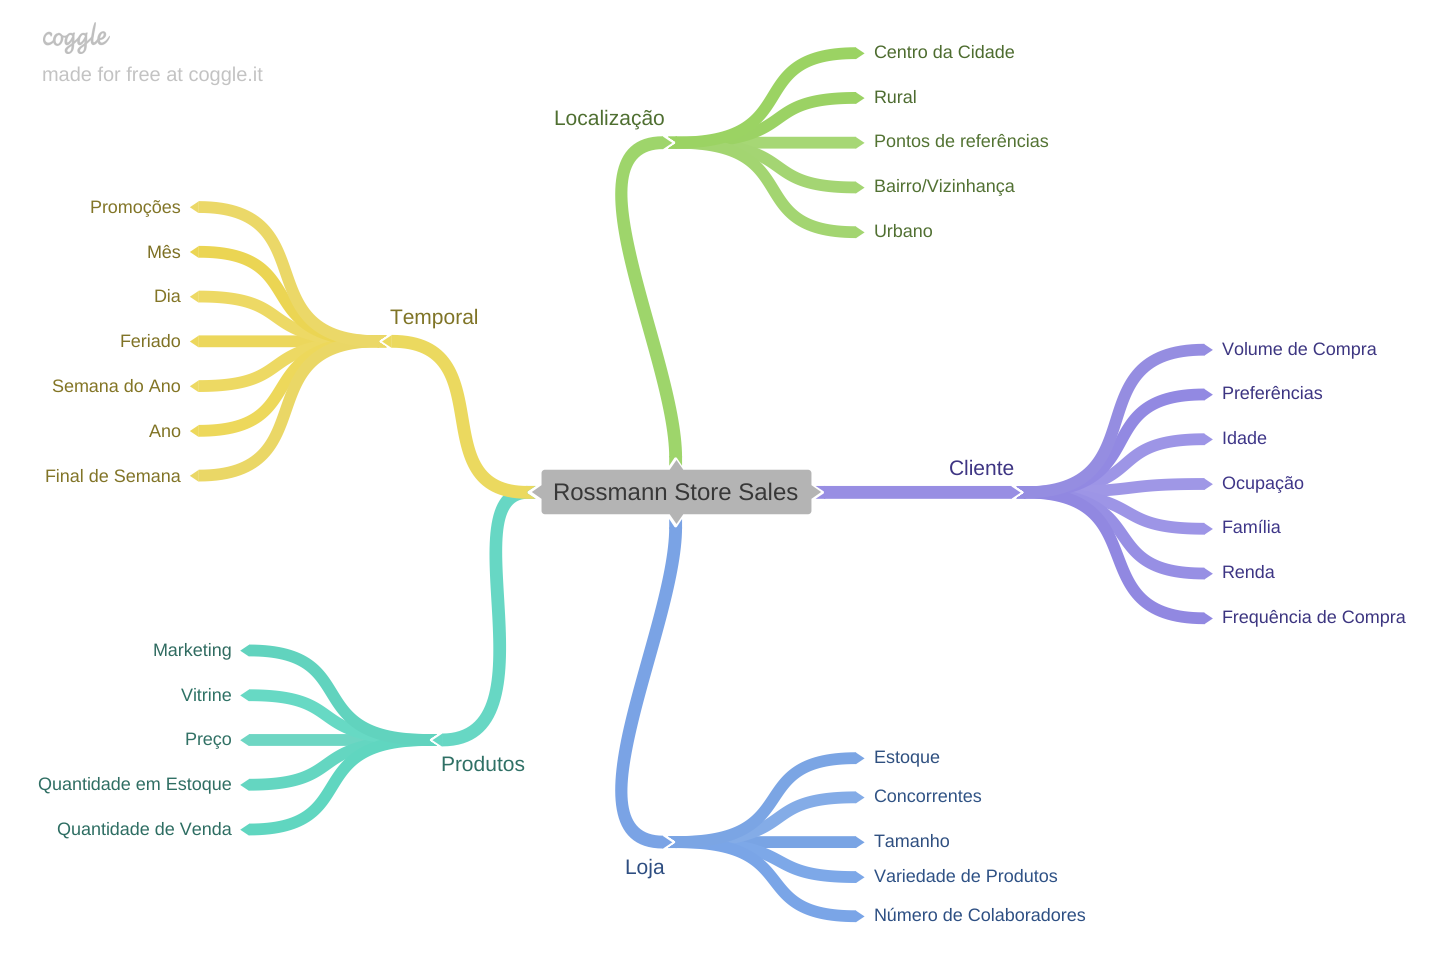 coggle
made for free at coggle.it
Localização
Centro da Cidade
Rural
Pontos de referências
Bairro/Vizinhança
Urbano
Temporal
Promoções
Mês
Dia
Feriado
Semana do Ano
Ano
Final de Semana
Rossmann Store Sales
Cliente
Volume de Compra
Preferências
Idade
Ocupação
Família
Renda
Frequência de Compra
Produtos
Marketing
Vitrine
Preço
Quantidade em Estoque
Quantidade de Venda
Loja
Estoque
Concorrentes
Tamanho
Variedade de Produtos
Número de Colaboradores